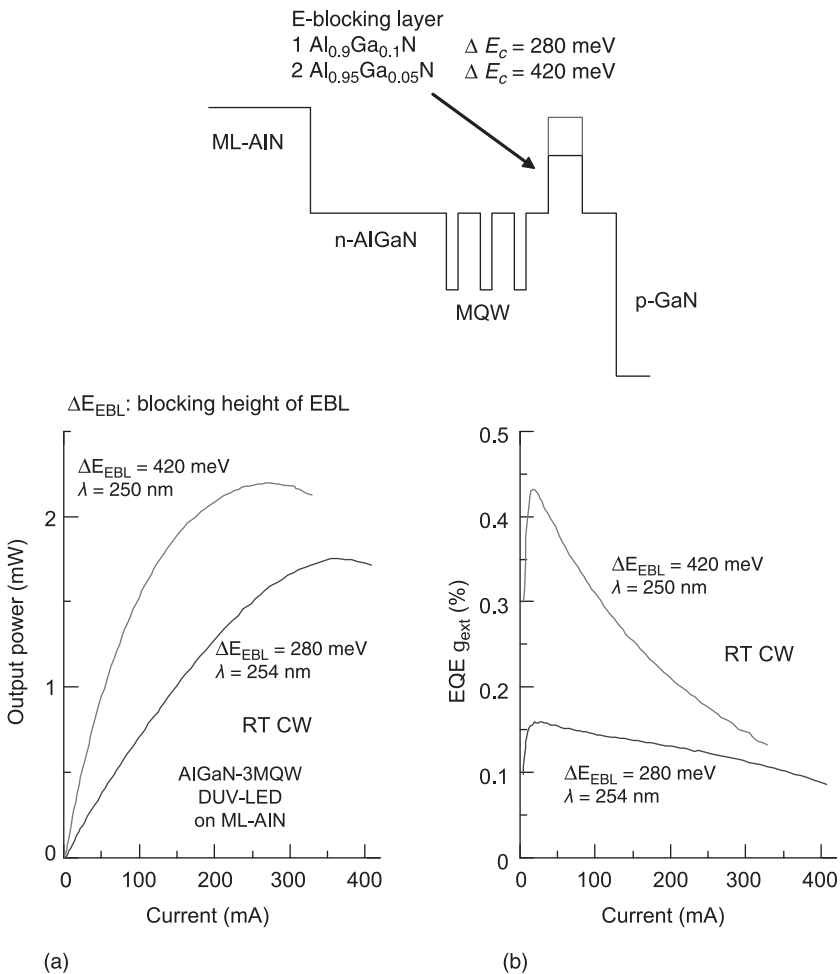 E-blocking layer
1 Al0.9Ga0.1N Δ Ec = 280 meV
2 Al0.95Ga0.05N Δ Ec = 420 meV
ML-AlN
n-AlGaN
MQW
p-GaN
ΔEEBL: blocking height of EBL
Output power (mW)
2
1
0
ΔEEBL = 420 meV
λ = 250 nm
ΔEEBL = 280 meV
λ = 254 nm
RT CW
AlGaN-3MQW
DUV-LED
on ML-AlN
0 100 200 300 400
Current (mA)
(a)
EQE gext (%)
0.5
0.4
0.3
0.2
0.1
0
ΔEEBL = 420 meV
λ = 250 nm
RT CW
ΔEEBL = 280 meV
λ = 254 nm
0 100 200 300 400
Current (mA)
(b)